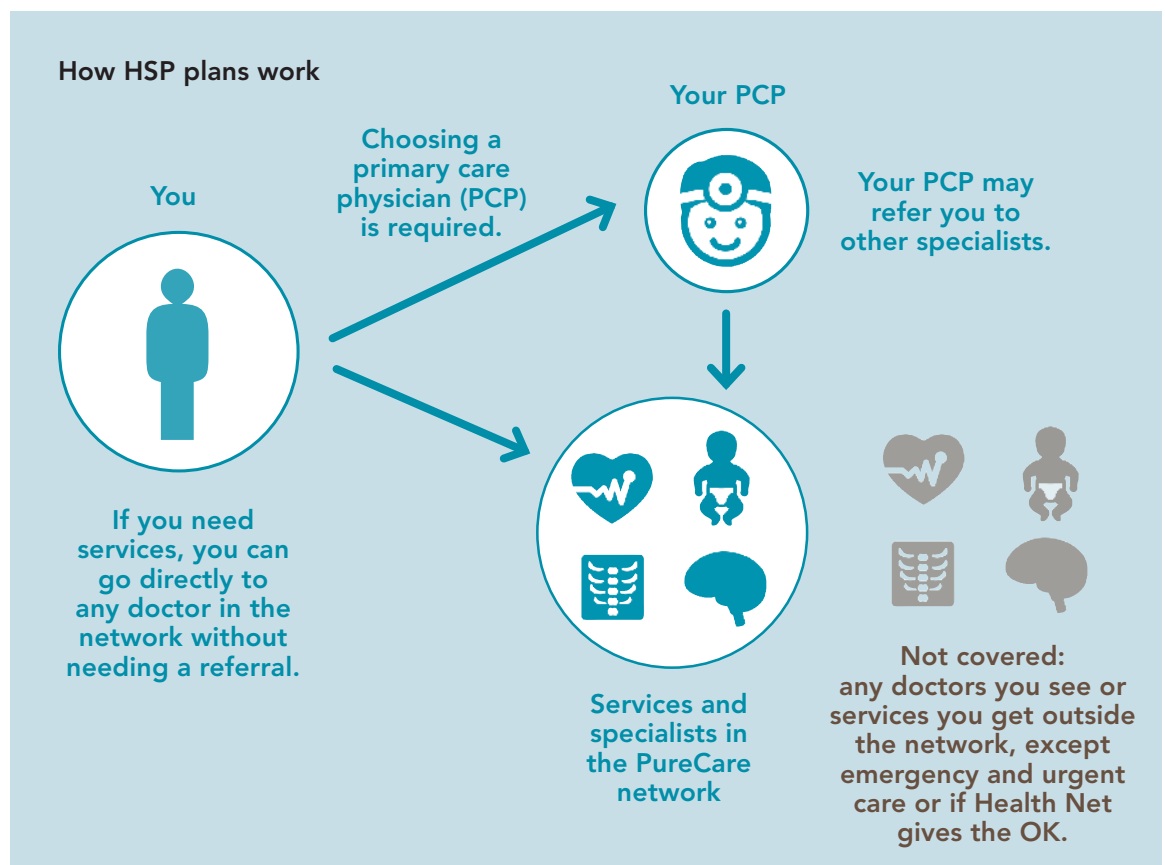 How HSP plans work
You
Choosing a
primary care
physician (PCP)
is required.
Your PCP
Your PCP may
refer you to
other specialists.
If you need
services, you can
go directly to
any doctor in the
network without
needing a referral.
Services and
specialists in
the PureCare
network
Not covered:
any doctors you see or
services you get outside
the network, except
emergency and urgent
care or if Health Net
gives the OK.